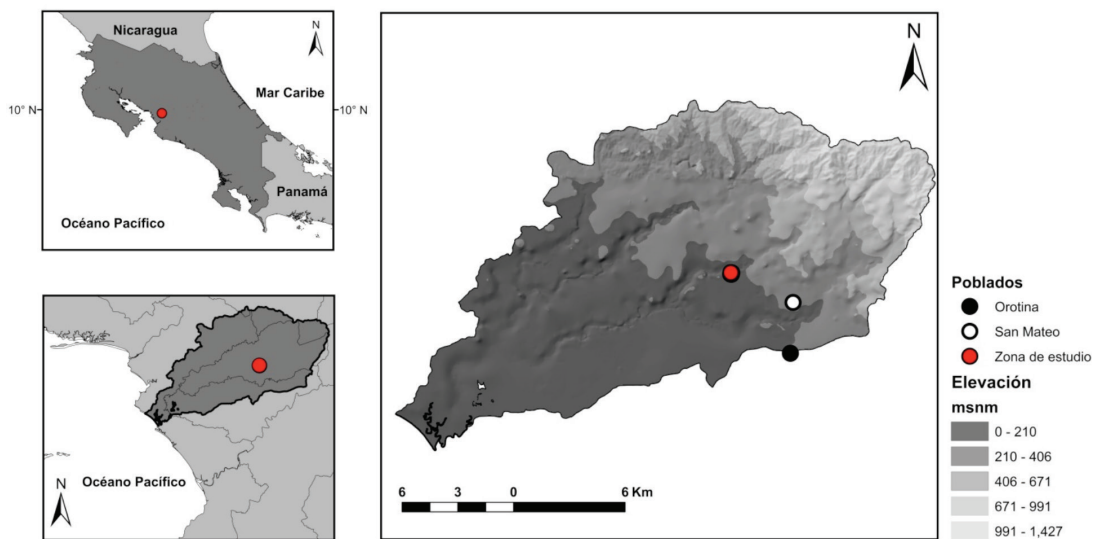 Nicaragua
N
Mar Caribe
10° N
10° N
Panamá
Océano Pacífico
Océano Pacífico
N
N
6 3 0 6 Km
Poblados
Orotina
San Mateo
Zona de estudio
Elevación
msnm
0 - 210
210 - 406
406 - 671
671 - 991
991 - 1,427